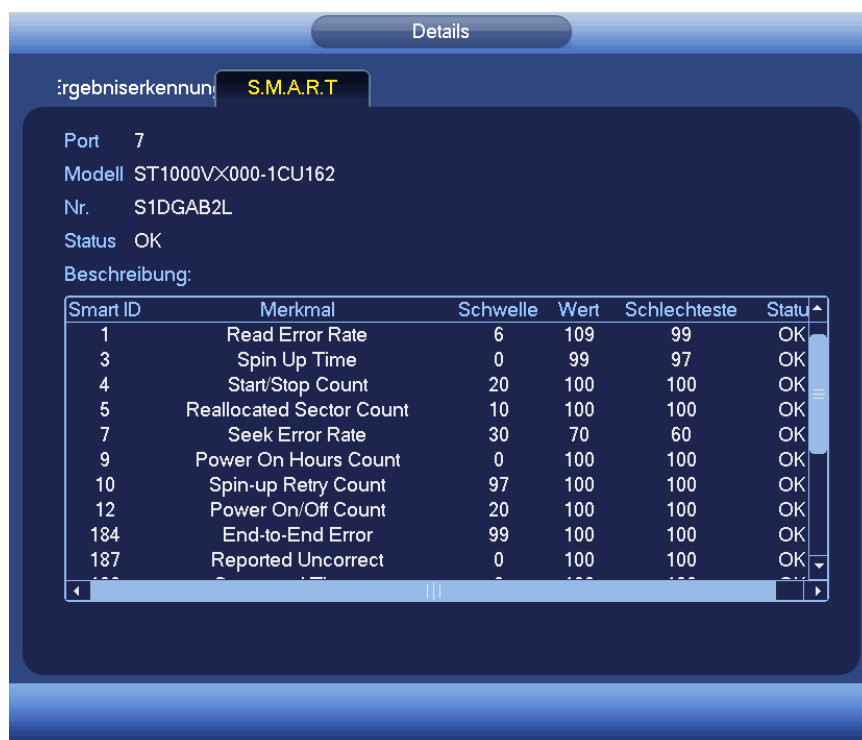 Details
S.M.A.R.T
Port 7
Modell ST1000VX000-1CU162
Nr. S1DGAB2L
Status OK
Beschreibung:
Smart ID Merkmal Schwelle Wert Schlechteste Statu
1 Read Error Rate 6 109 99 OK
3 Spin Up Time 0 99 97 OK
4 Start/Stop Count 20 100 100 OK
5 Reallocated Sector Count 10 100 100 OK
7 Seek Error Rate 30 70 60 OK
9 Power On Hours Count 0 100 100 OK
10 Spin-up Retry Count 97 100 100 OK
12 Power On/Off Count 20 100 100 OK
184 End-to-End Error 99 100 100 OK
187 Reported Uncorrect 0 100 100 OK